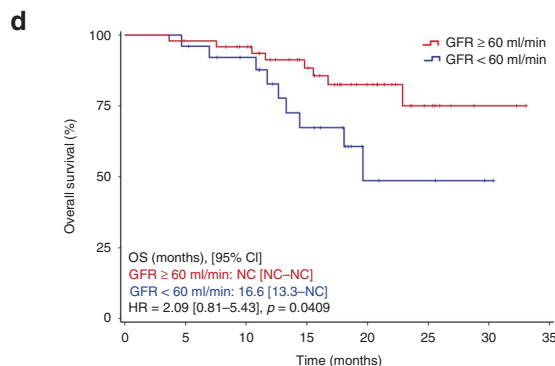 d
100
75
50
25
0
Overall survival (%)
GFR ≥ 60 ml/min
GFR < 60 ml/min
OS (months), [95% CI]
GFR ≥ 60 ml/min: NC [NC–NC]
GFR < 60 ml/min: 16.6 [13.3–NC]
HR = 2.09 [0.81–5.43], p = 0.0409
0 5 10 15 20 25 30 35
Time (months)